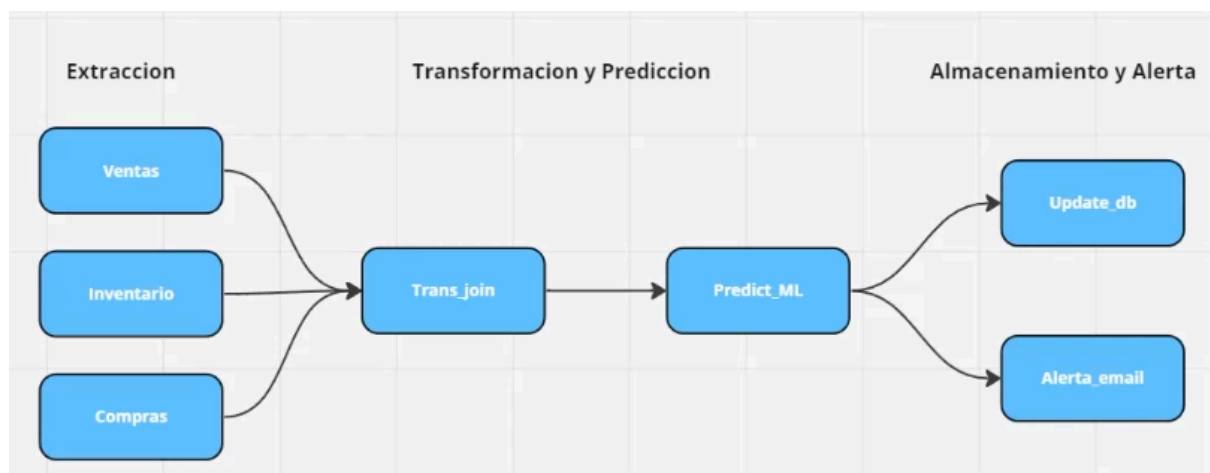 Extraccion
Transformacion y Prediccion
Almacenamiento y Alerta
Ventas
Inventario
Compras
Trans_join
Predict_ML
Update_db
Alerta_email